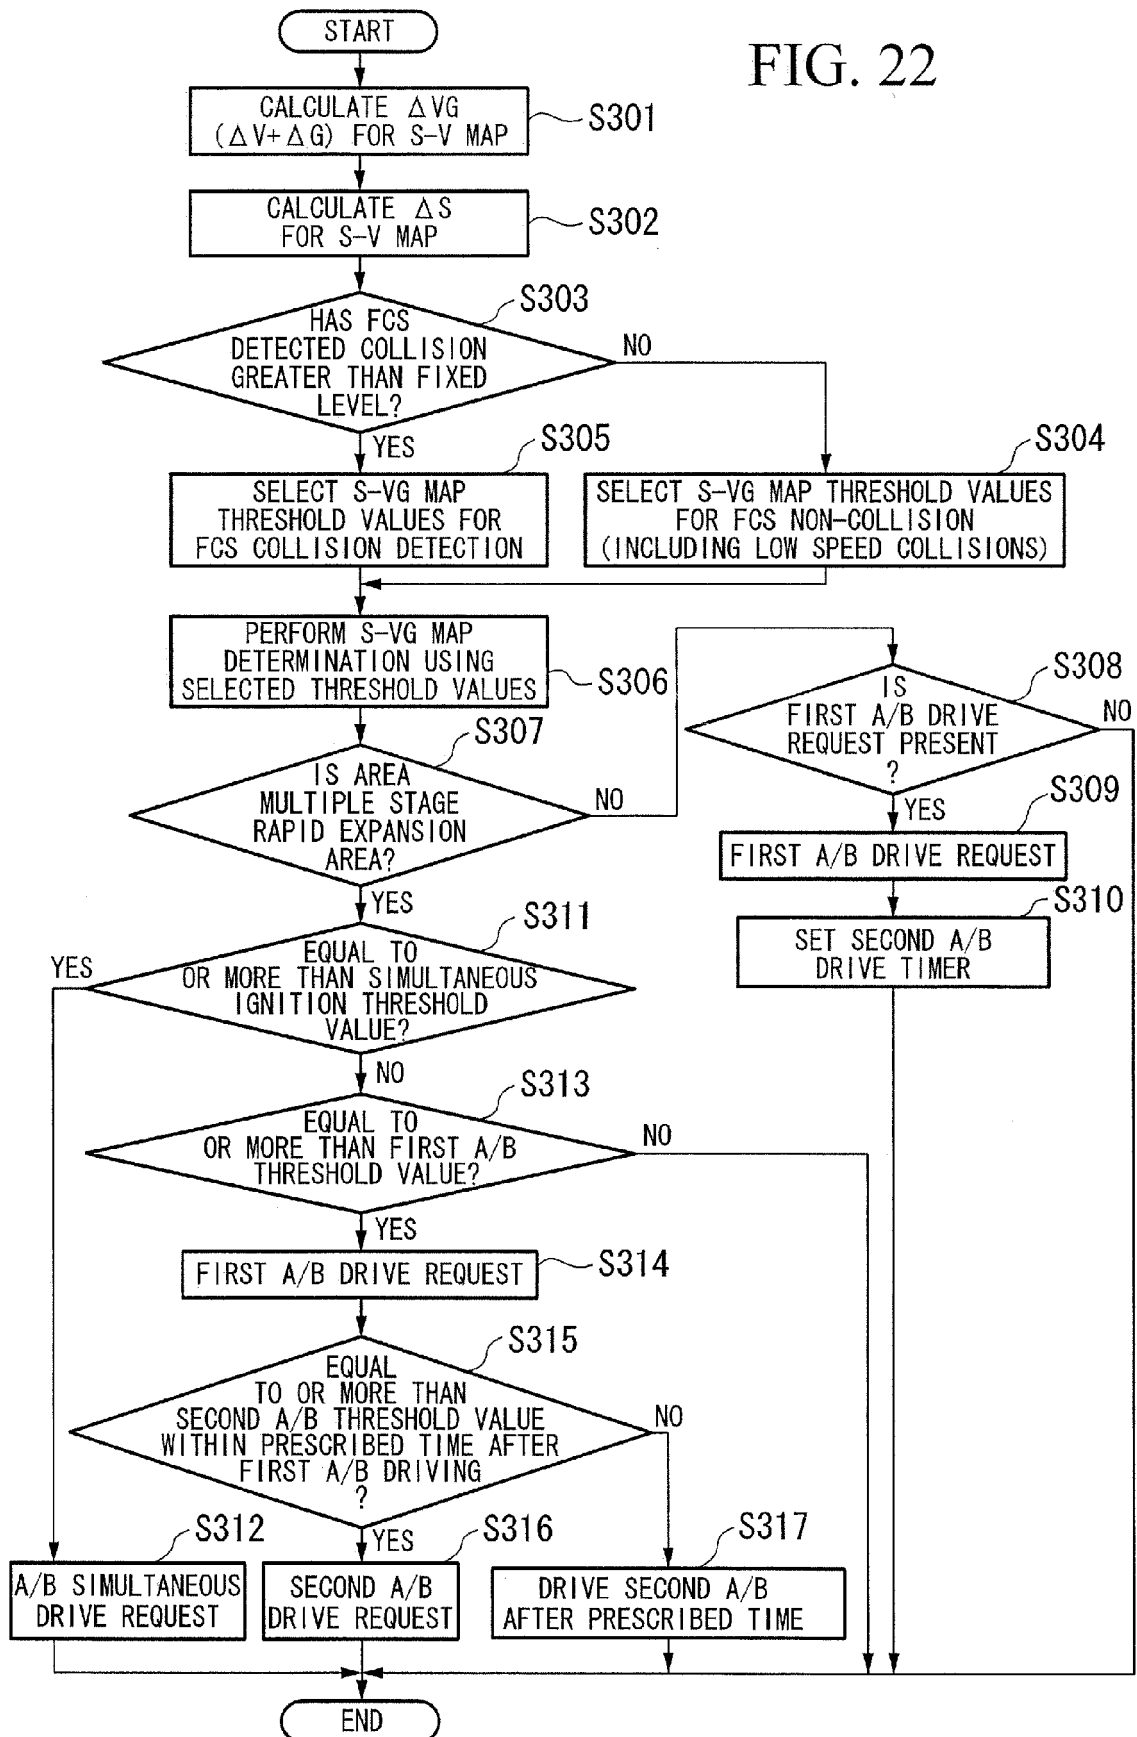 START
FIG. 22
CALCULATE △VG
(△V+△G) FOR S-V MAP
S301
CALCULATE △S
FOR S-V MAP
S302
S303
HAS FCS
DETECTED COLLISION
GREATER THAN FIXED
LEVEL?
NO
YES
S305
S304
SELECT S-VG MAP
THRESHOLD VALUES FOR
FCS COLLISION DETECTION
SELECT S-VG MAP THRESHOLD VALUES
FOR FCS NON-COLLISION
(INCLUDING LOW SPEED COLLISIONS)
PERFORM S-VG MAP
DETERMINATION USING
SELECTED THRESHOLD VALUES
S306
S308
IS
FIRST A/B DRIVE
REQUEST PRESENT
?
NO
YES
S307
IS AREA
MULTIPLE STAGE
RAPID EXPANSION
AREA?
NO
YES
S309
FIRST A/B DRIVE REQUEST
S310
SET SECOND A/B
DRIVE TIMER
S311
EQUAL TO
OR MORE THAN SIMULTANEOUS
IGNITION THRESHOLD
VALUE?
YES
NO
S313
EQUAL TO
OR MORE THAN FIRST A/B
THRESHOLD VALUE?
NO
YES
FIRST A/B DRIVE REQUEST
S314
S315
EQUAL
TO OR MORE THAN
SECOND A/B THRESHOLD VALUE
WITHIN PRESCRIBED TIME AFTER
FIRST A/B DRIVING
?
NO
YES
S312
A/B SIMULTANEOUS
DRIVE REQUEST
S316
SECOND A/B
DRIVE REQUEST
S317
DRIVE SECOND A/B
AFTER PRESCRIBED TIME
END